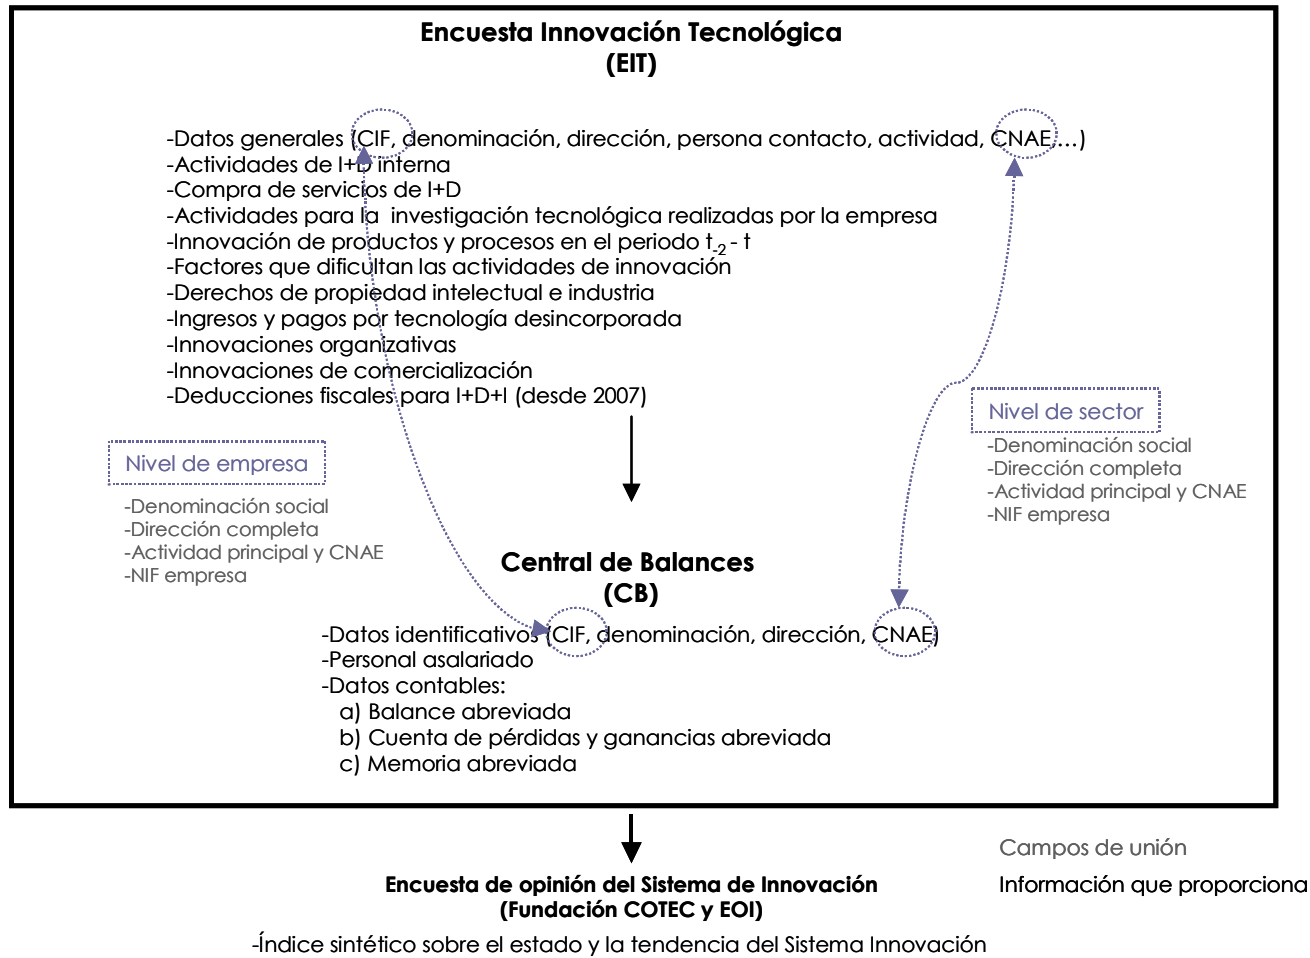 Encuesta Innovación Tecnológica
(EIT)
-Datos generales (CIF, denominación, dirección, persona contacto, actividad, CNAE,…)
-Actividades de I+D interna
-Compra de servicios de I+D
-Actividades para la investigación tecnológica realizadas por la empresa
-Innovación de productos y procesos en el periodo t-2 - t
-Factores que dificultan las actividades de innovación
-Derechos de propiedad intelectual e industria
-Ingresos y pagos por tecnología desincorporada
-Innovaciones organizativas
-Innovaciones de comercialización
-Deducciones fiscales para I+D+I (desde 2007)
Nivel de sector
-Denominación social
-Dirección completa
-Actividad principal y CNAE
-NIF empresa
Nivel de empresa
-Denominación social
-Dirección completa
-Actividad principal y CNAE
-NIF empresa
Central de Balances
(CB)
-Datos identificativos (CIF, denominación, dirección, CNAE)
-Personal asalariado
-Datos contables:
a) Balance abreviada
b) Cuenta de pérdidas y ganancias abreviada
c) Memoria abreviada
Campos de unión
Información que proporciona
Encuesta de opinión del Sistema de Innovación
(Fundación COTEC y EOI)
-Índice sintético sobre el estado y la tendencia del Sistema Innovación